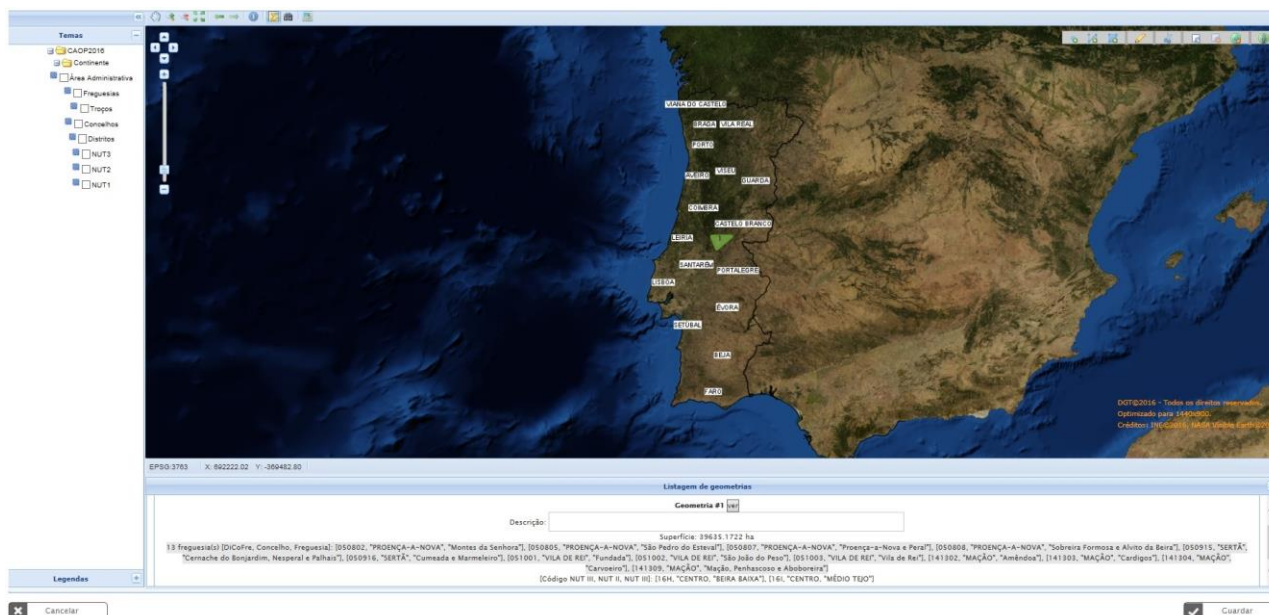 Temas
CAOP2016
Continente
Área Administrativa
Freguesias
Troços
Concelhos
Distritos
NUT3
NUT2
NUT1
Legendas
VIANA DO CASTELO
BRAGA
VILA REAL
PORTO
AVEIRO
VISEU
GUARDA
COIMBRA
CASTELO BRANCO
LEIRIA
SANTARÉM
PORTALEGRE
LISBOA
ÉVORA
SETÚBAL
BEJA
FARO
DGT©2016 - Todos os direitos reservados.
Optimizado para 1440x900.
Créditos: INE©2016, NASA Visible Earth©
EPSG:3763 X: 692222.02 Y: -369482.80
Listagem de geometrias
Geometria #1 ver
Descrição:
Superfície: 39635.1722 ha
13 freguesia(s) [DiCoFre, Concelho, Freguesia]: [050802, "PROENÇA-A-NOVA", "Montes da Senhora"], [050805, "PROENÇA-A-NOVA", "São Pedro do Esteval"], [050807, "PROENÇA-A-NOVA", "Proença-a-Nova e Peral"], [050808, "PROENÇA-A-NOVA", "Sobreira Formosa e Alvito da Beira"], [050915, "SERTÃ",
"Cernache do Bonjardim, Nesperal e Palhais"], [050916, "SERTÃ", "Cumeada e Marmeleiro"], [051001, "VILA DE REI", "Fundada"], [051002, "VILA DE REI", "São João do Peso"], [051003, "VILA DE REI", "Vila de Rei"], [141302, "MAÇÃO", "Amêndoa"], [141303, "MAÇÃO", "Cardigos"], [141304, "MAÇÃO",
"Carvoeiro"], [141309, "MAÇÃO", "Mação, Penhascoso e Aboboreira"]
[Código NUT III, NUT II, NUT III]: [16H, "CENTRO, "BEIRA BAIXA"], [16I, "CENTRO, "MÉDIO TEJO"]
Cancelar
Guardar